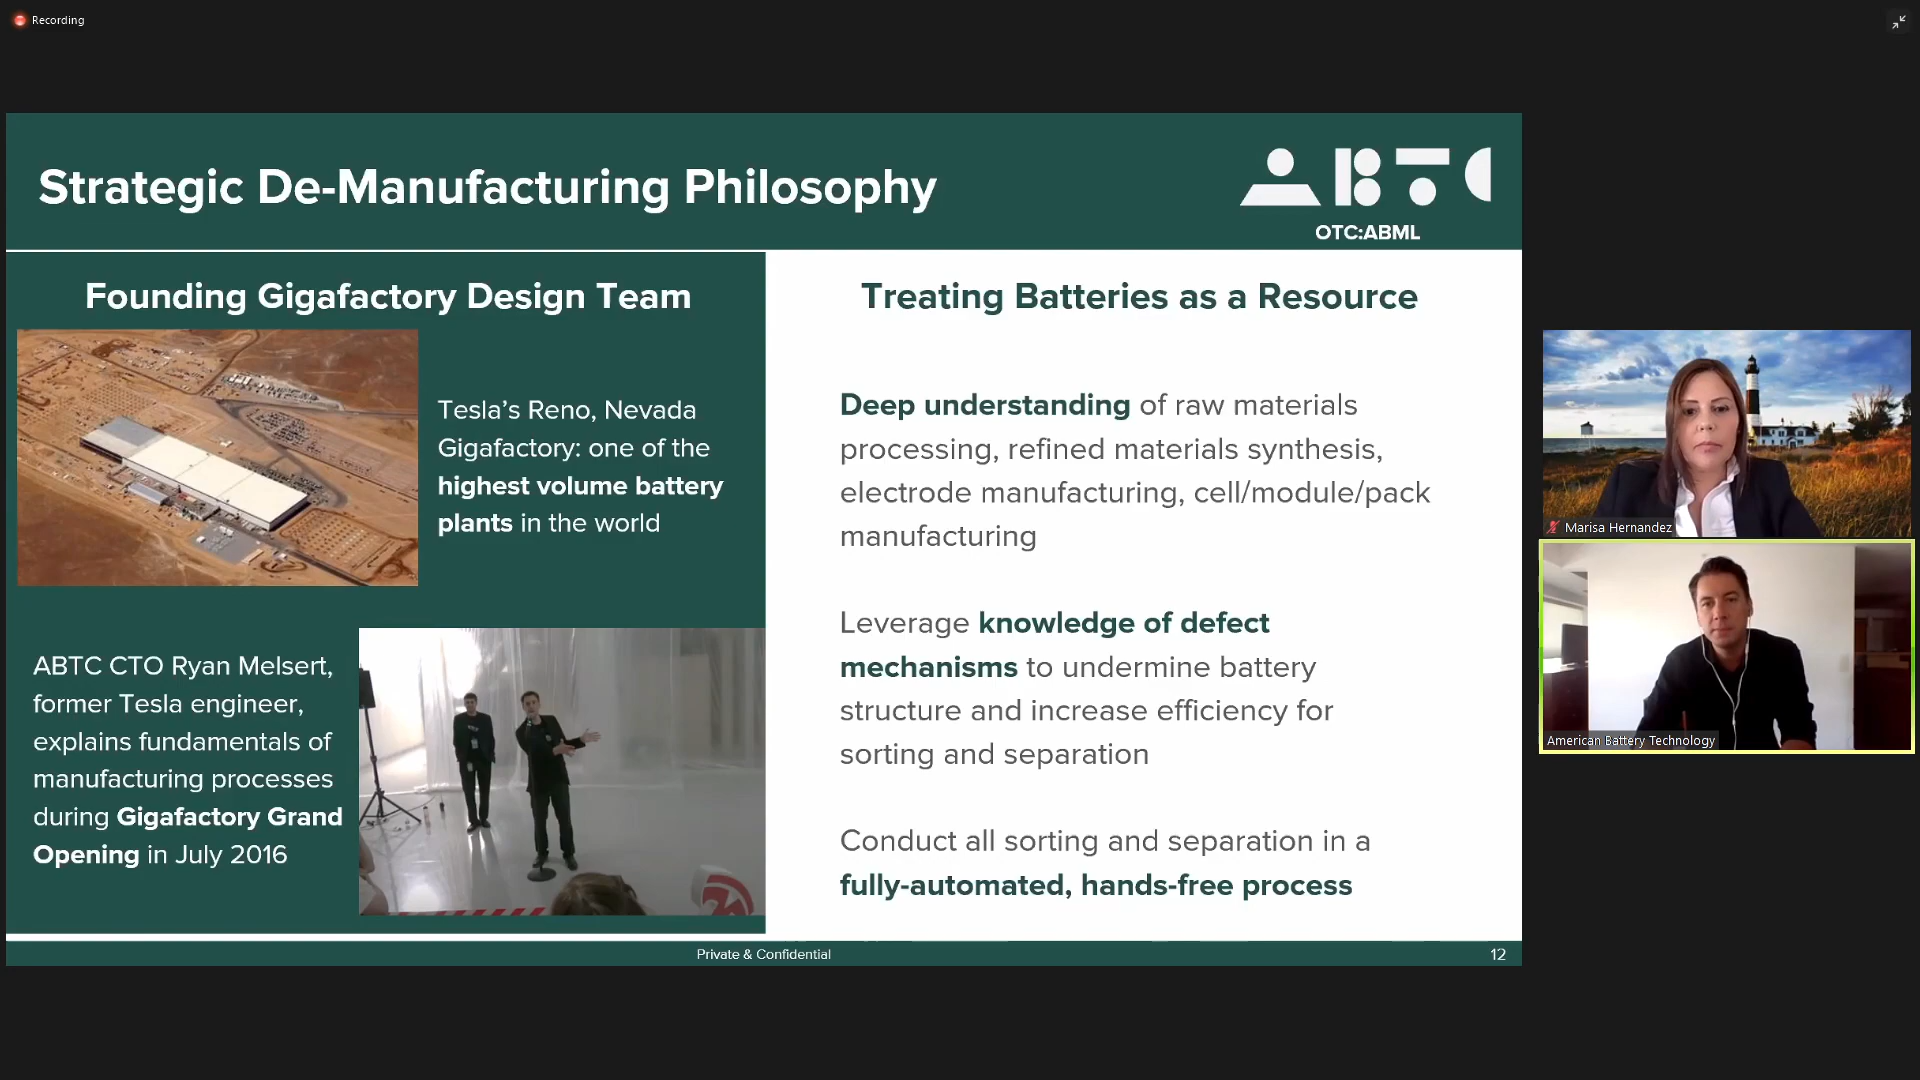 Recording
Strategic De-Manufacturing Philosophy
ABTC
OTC:ABML
Founding Gigafactory Design Team
Tesla’s Reno, Nevada
Gigafactory: one of the
highest volume battery
plants in the world
ABTC CTO Ryan Melsert,
former Tesla engineer,
explains fundamentals of
manufacturing processes
during Gigafactory Grand
Opening in July 2016
Treating Batteries as a Resource
Deep understanding of raw materials
processing, refined materials synthesis,
electrode manufacturing, cell/module/pack
manufacturing
Leverage knowledge of defect
mechanisms to undermine battery
structure and increase efficiency for
sorting and separation
Conduct all sorting and separation in a
fully-automated, hands-free process
Private & Confidential
12
Marisa Hernandez
American Battery Technology